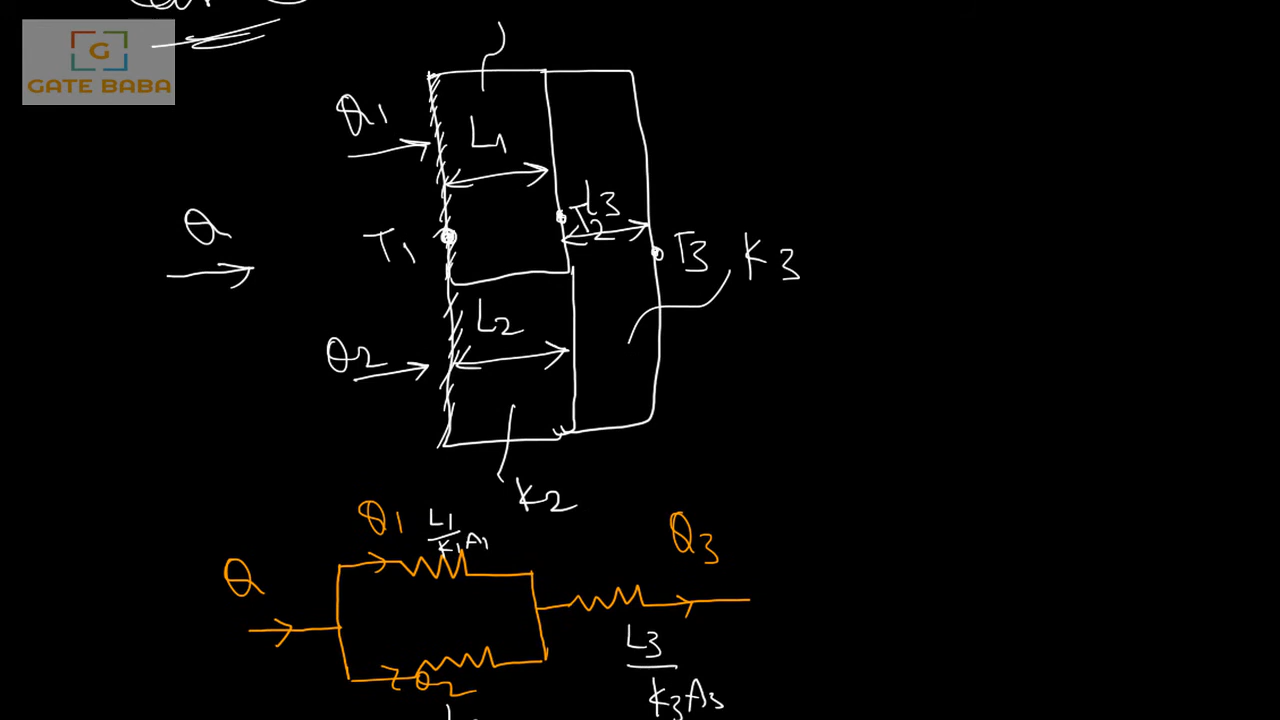 G
GATE BABA
Q1
L1
L3
T2
Q
T1
T3
K3
L2
Q2
K2
Q1
L1
K1A1
Q3
Q
L3
K3A3
Q2